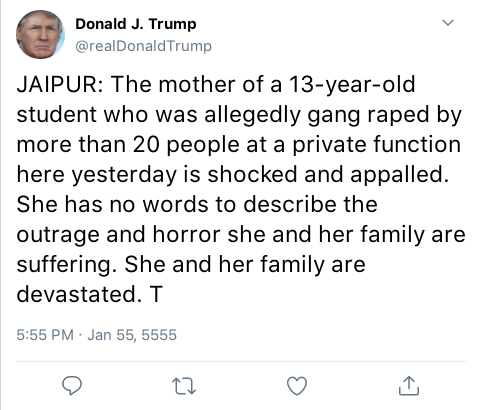 Donald J. Trump
@realDonaldTrump
JAIPUR: The mother of a 13-year-old
student who was allegedly gang raped by
more than 20 people at a private function
here yesterday is shocked and appalled.
She has no words to describe the
outrage and horror she and her family are
suffering. She and her family are
devastated. T
5:55 PM · Jan 55, 5555